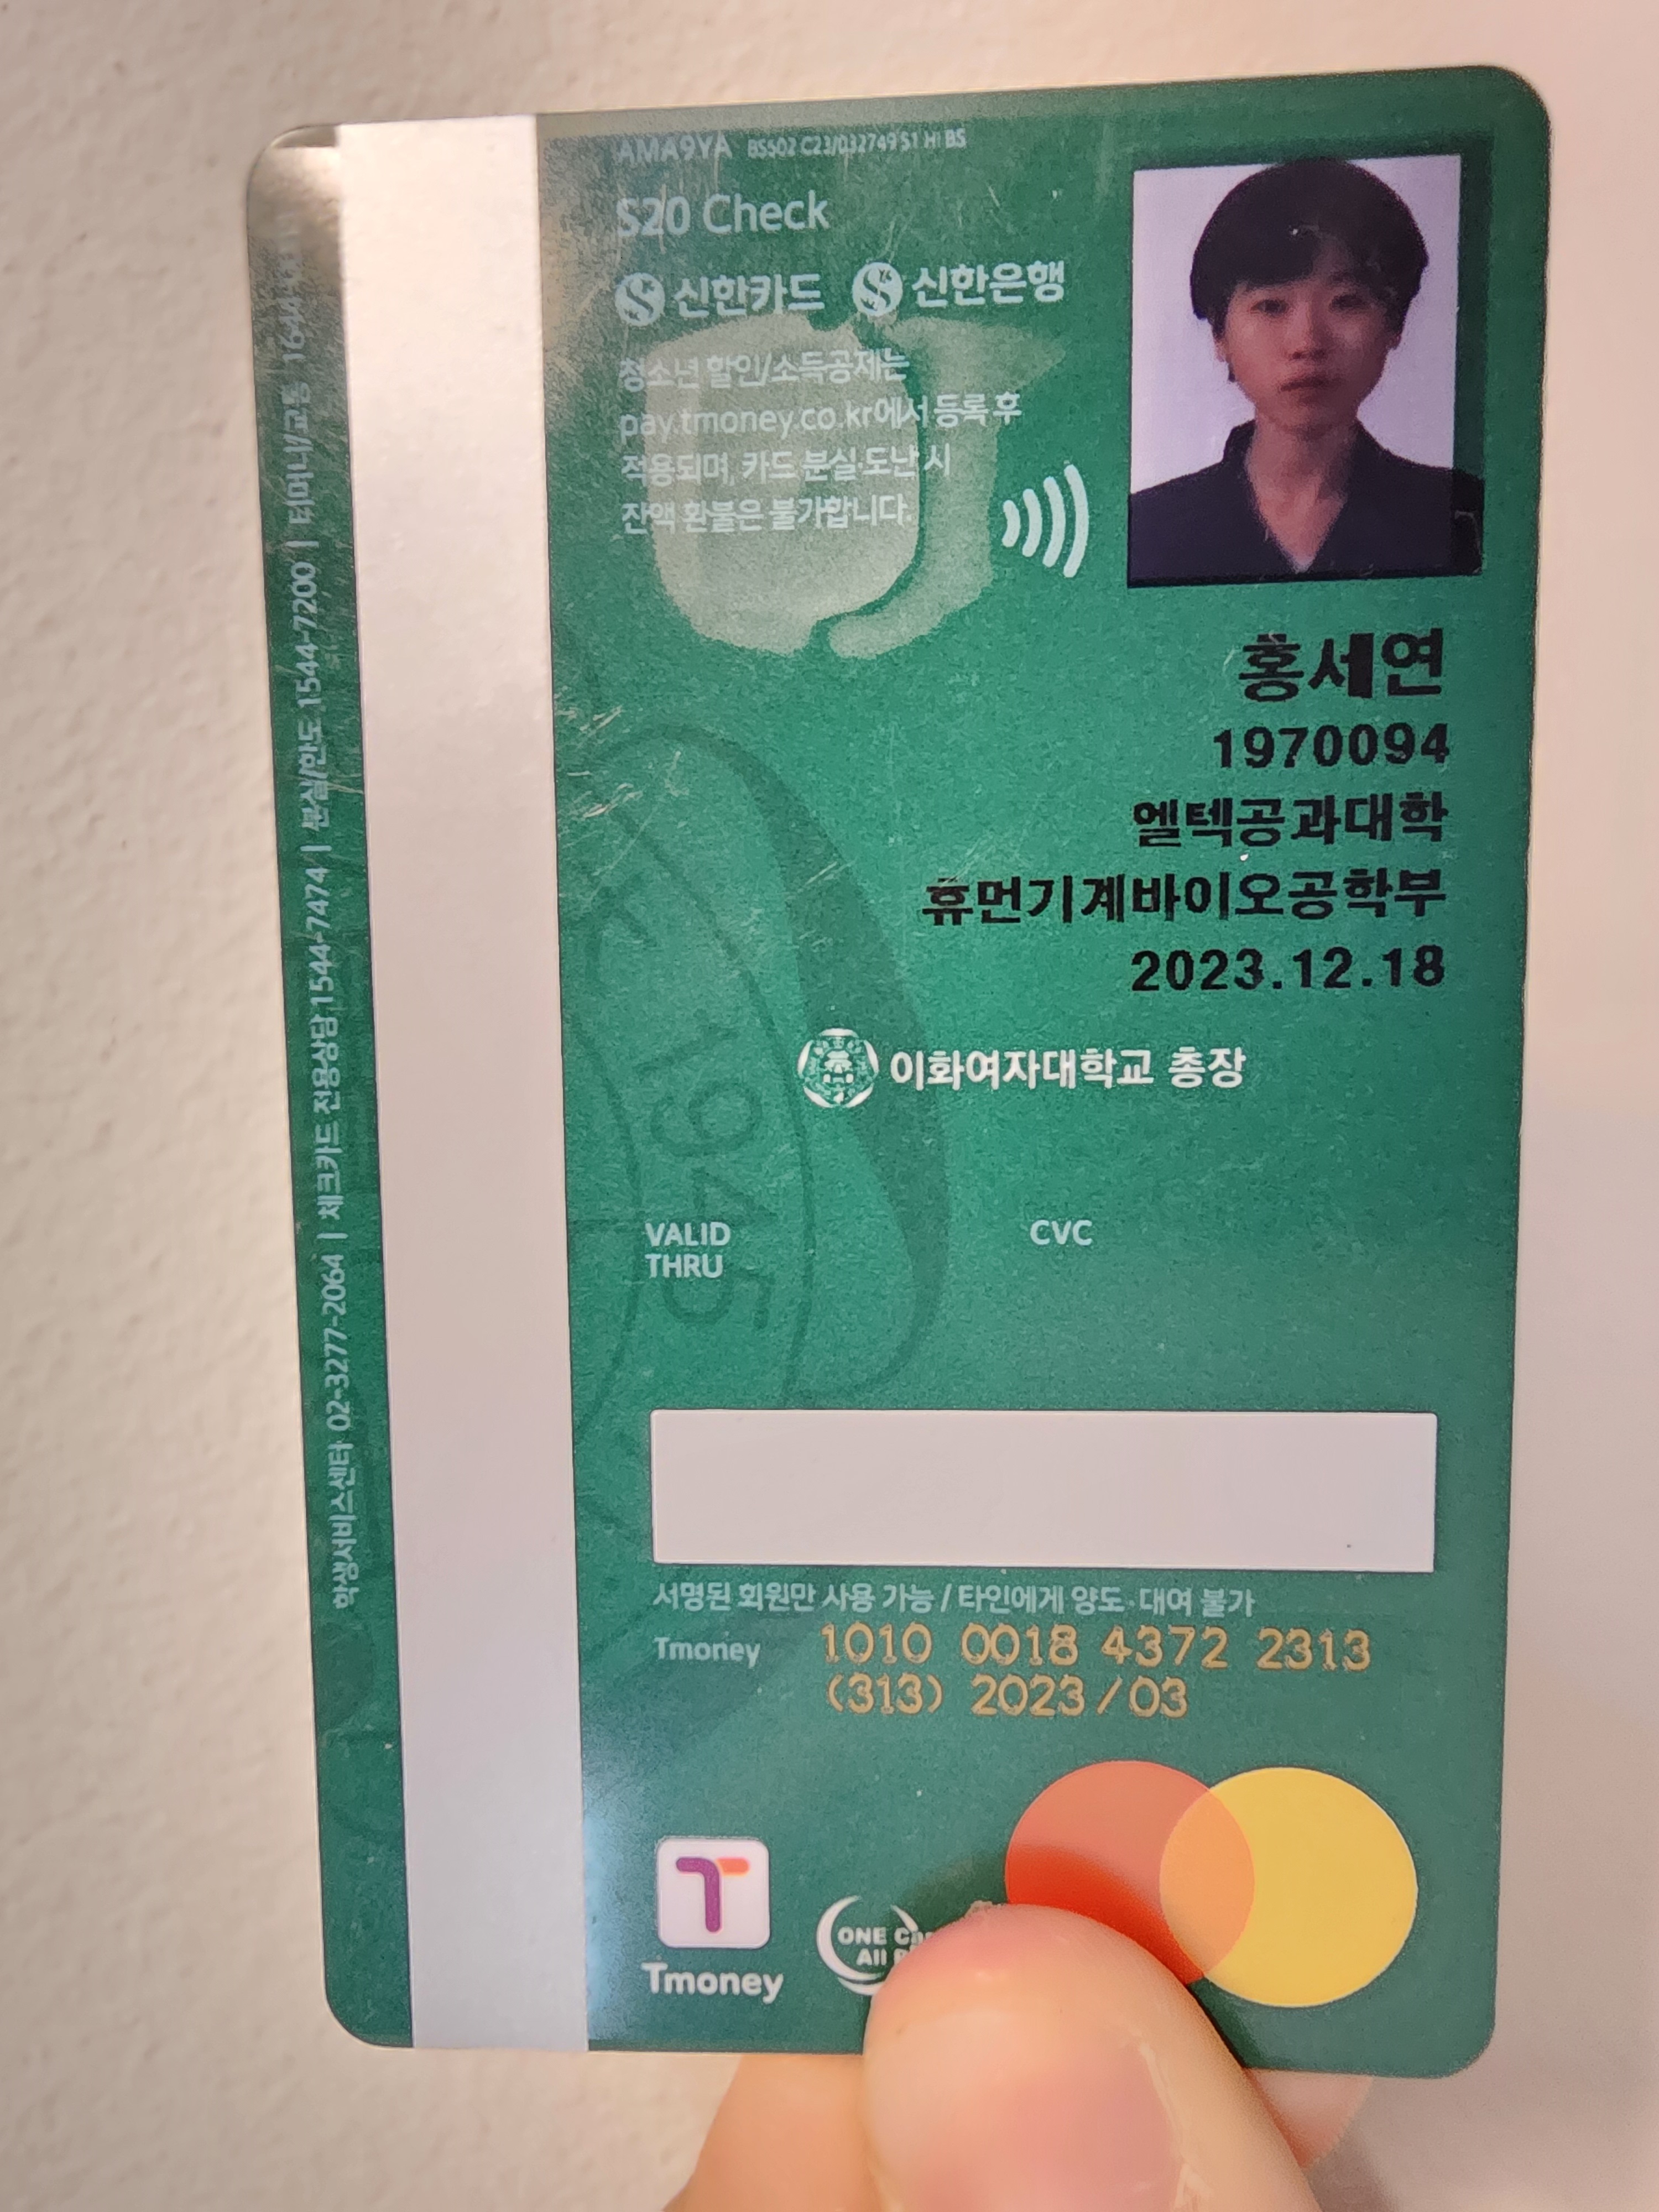 AMA9YA BS502 C23/032749 S1 HI BS
S20 Check
신한카드 신한은행
청소년 할인/소득공제는
pay.tmoney.co.kr에서 등록 후
적용되며, 카드 분실·도난 시
잔액 환불은 불가합니다.
홍세연
1970094
엘텍공과대학
휴먼기계바이오공학부
2023.12.18
이화여자대학교 총장
1945
VALID
THRU
CVC
서명된 회원만 사용 가능 / 타인에게 양도·대여 불가
Tmoney 1010 0018 4372 2313
(313) 2023/03
T
Tmoney
ONE
All
학생서비스센터 02-3277-2064 | 체크카드 전용상담 1544-7474 | 분실/한도 1544-7200 | 티머니/교통 1644-